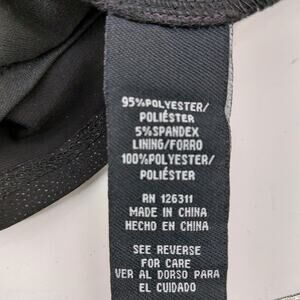 95%POLYESTER/
POLIÉSTER
5%SPANDEX
LINING/FORRO
100%POLYESTER/
POLIÉSTER
RN 126311
MADE IN CHINA
HECHO EN CHINA
SEE REVERSE
FOR CARE
VER AL DORSO PARA
EL CUIDADO